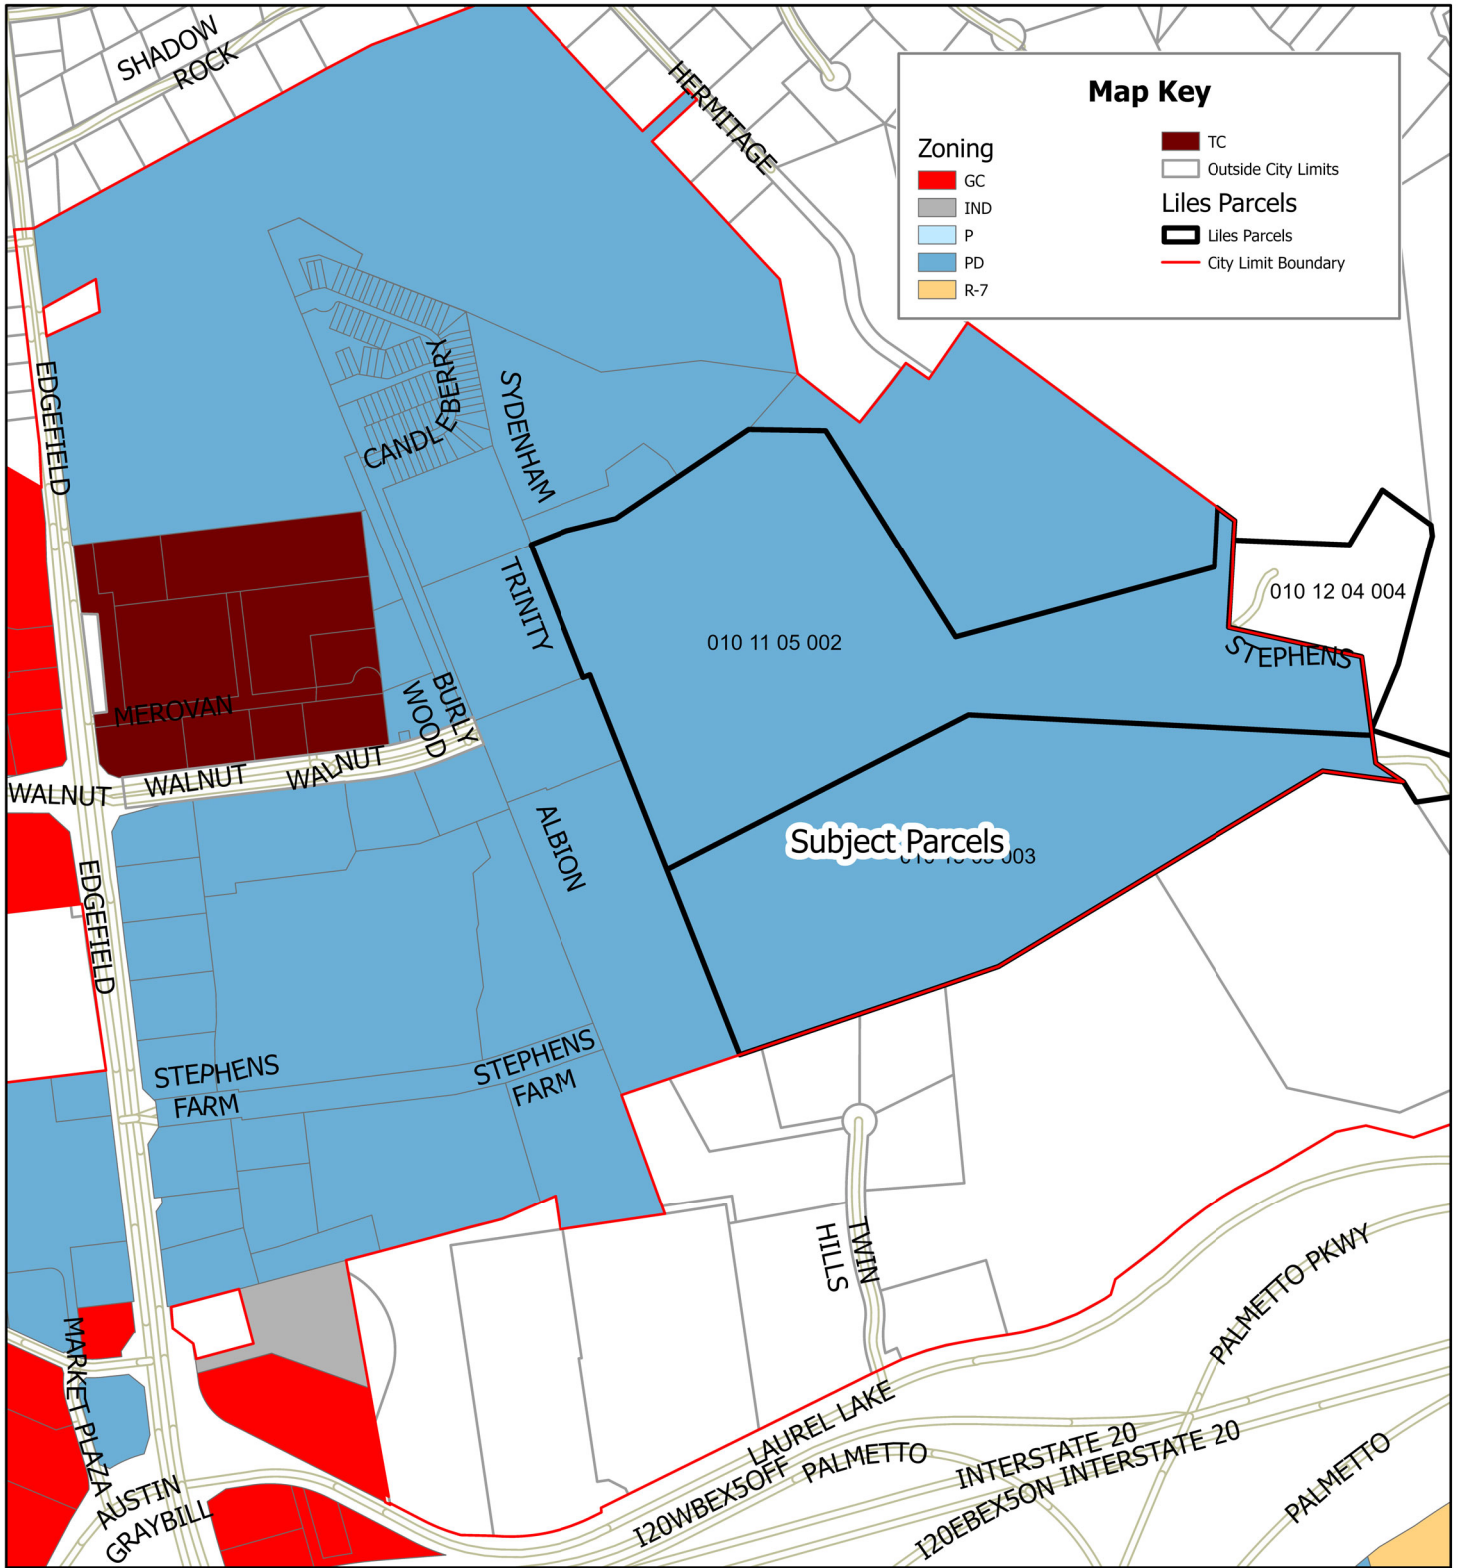 SHADOW
ROCK
HERMITAGE
Map Key
Zoning
GC
IND
P
PD
R-7
TC
Outside City Limits
Liles Parcels
Liles Parcels
City Limit Boundary
EDGEFIELD
CANDLEBERRY
SYDENHAM
TRINITY
010 11 05 002
010 12 04 004
STEPHENS
MEROVAN
BURLY
WOOD
WALNUT
WALNUT
WALNUT
ALBION
Subject Parcels
003
EDGEFIELD
STEPHENS
FARM
STEPHENS
FARM
TWIN
HILLS
PALMETTO PKWY
MARKET PLAZA
LAUREL LAKE
I20WBEX5OFF
PALMETTO
INTERSTATE 20
I20EBEX5ON
INTERSTATE 20
PALMETTO
AUSTIN
GRAYBILL